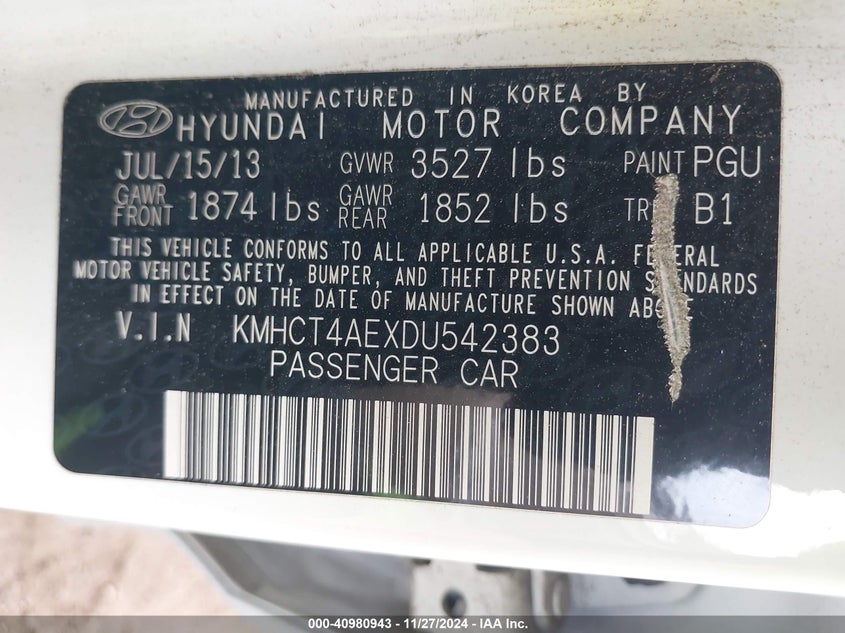 MANUFACTURED IN KOREA BY
HYUNDAI MOTOR COMPANY
JUL/15/13 GVWR 3527 lbs PAINT PGU
GAWR FRONT 1874 lbs GAWR REAR 1852 lbs B1
THIS VEHICLE CONFORMS TO ALL APPLICABLE U.S.A.
MOTOR VEHICLE SAFETY, BUMPER, AND THEFT PREVENTION
IN EFFECT ON THE DATE OF MANUFACTURE SHOWN
V.I.N KMHCT4AEXDU542383
PASSENGER CAR
000-40980943 - 11/27/2024 - IAA Inc.